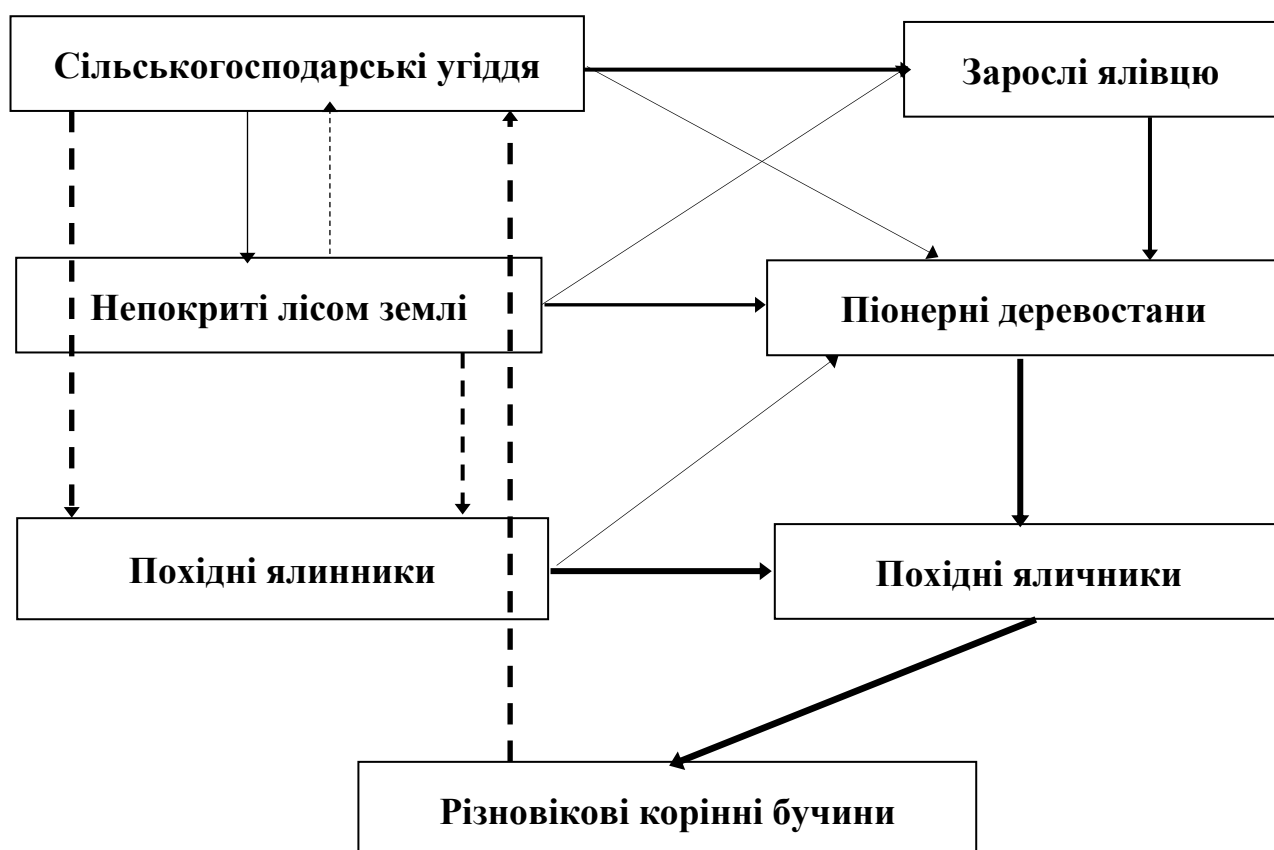 Сільськогосподарські угіддя
Зарослі ялівцю
Непокриті лісом землі
Піонерні деревостани
Похідні ялинники
Похідні яличники
Різновікові корінні бучини